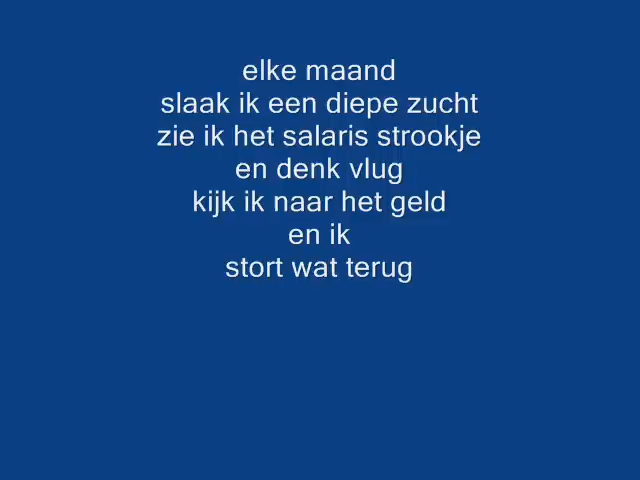 elke maand
slaak ik een diepe zucht
zie ik het salaris strookje
en denk vlug
kijk ik naar het geld
en ik
stort wat terug